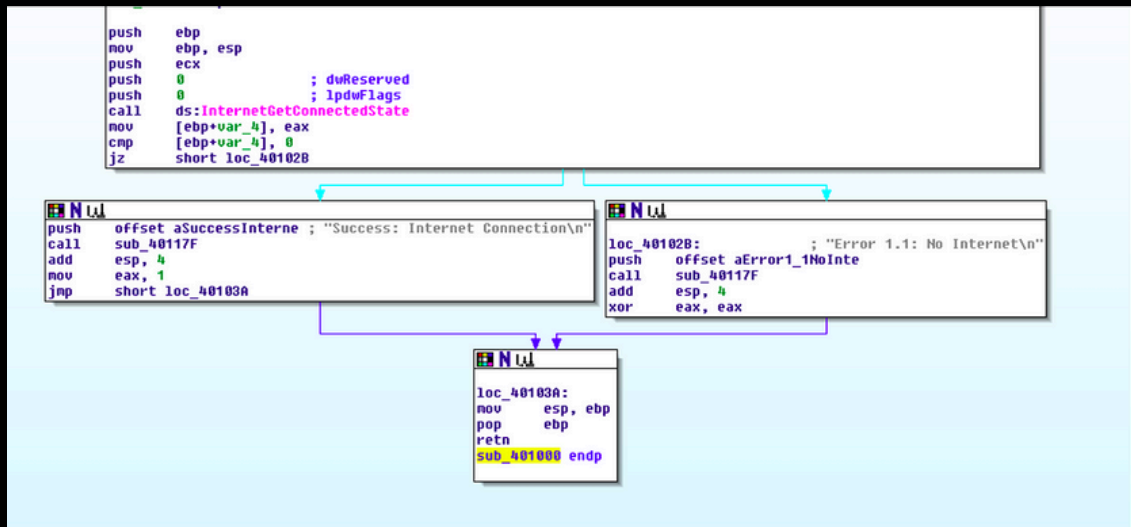 push ebp
mov ebp, esp
push ecx
push 0 ; dwReserved
push 0 ; lpdwFlags
call ds:InternetGetConnectedState
mov [ebp+var_4], eax
cmp [ebp+var_4], 0
jz short loc_40102B
push offset aSuccessInterne ; "Success: Internet Connection\n"
call sub_40117F
add esp, 4
mov eax, 1
jmp short loc_40103A
loc_40102B: ; "Error 1.1: No Internet\n"
push offset aError1_1NoInte
call sub_40117F
add esp, 4
xor eax, eax
loc_40103A:
mov esp, ebp
pop ebp
retn
sub_401000 endp